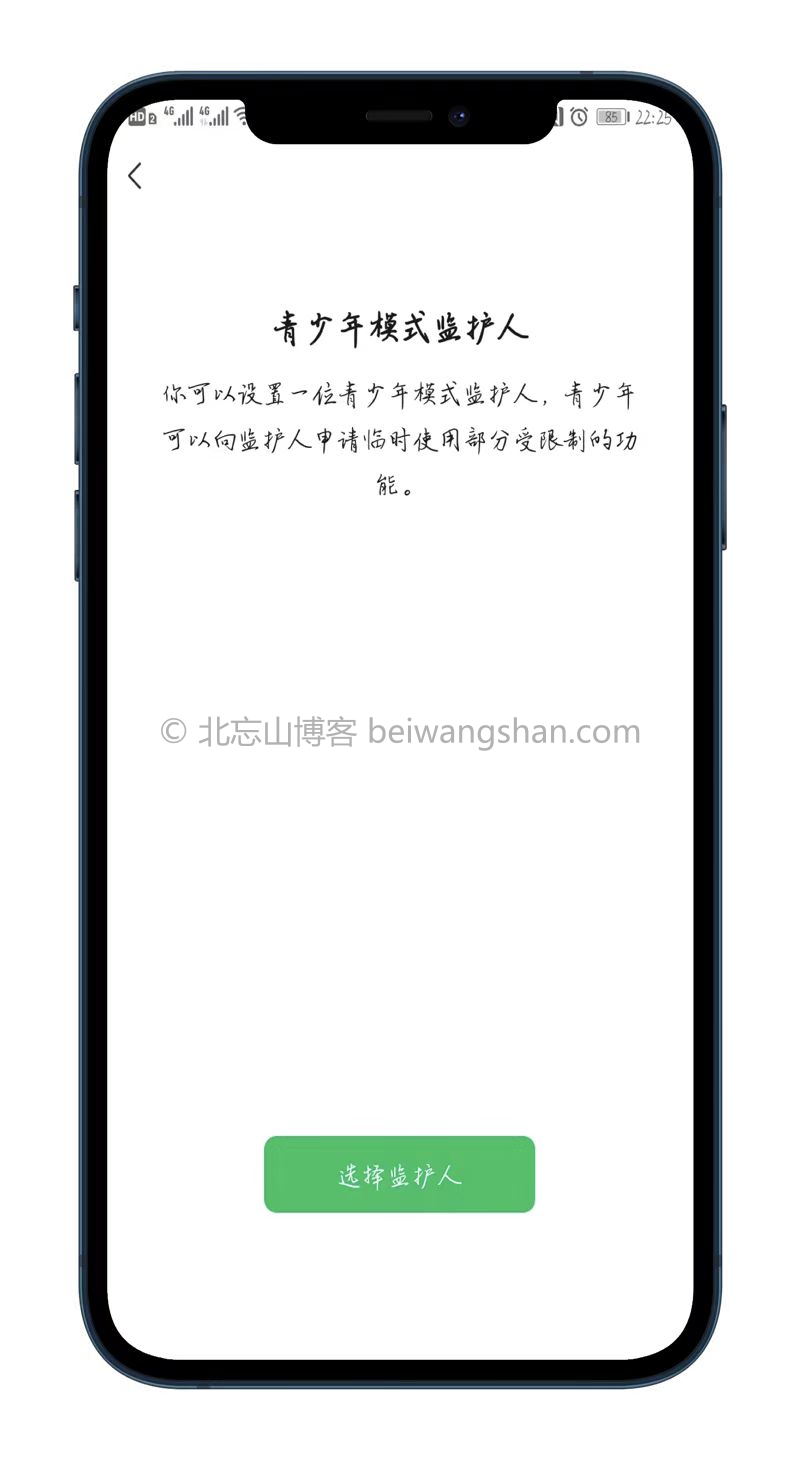 HD 2 4G 4G 85 22:25
青少年模式监护人
你可以设置一位青少年模式监护人，青少年
可以向监护人申请临时使用部分受限制的功
能。
© 北忘山博客 beiwangshan.com
选择监护人